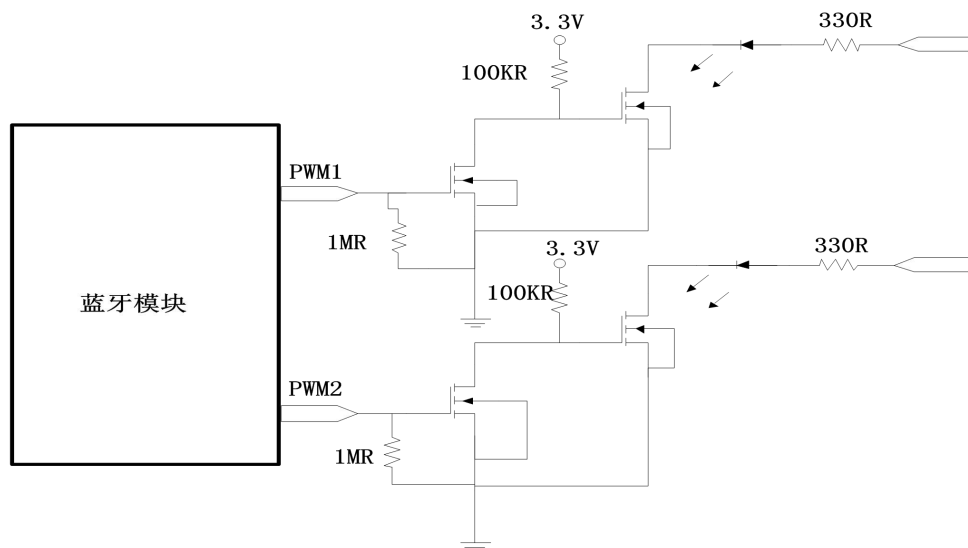 3.3V
330R
100KR
PWM1
1MR
3.3V
330R
100KR
蓝牙模块
PWM2
1MR